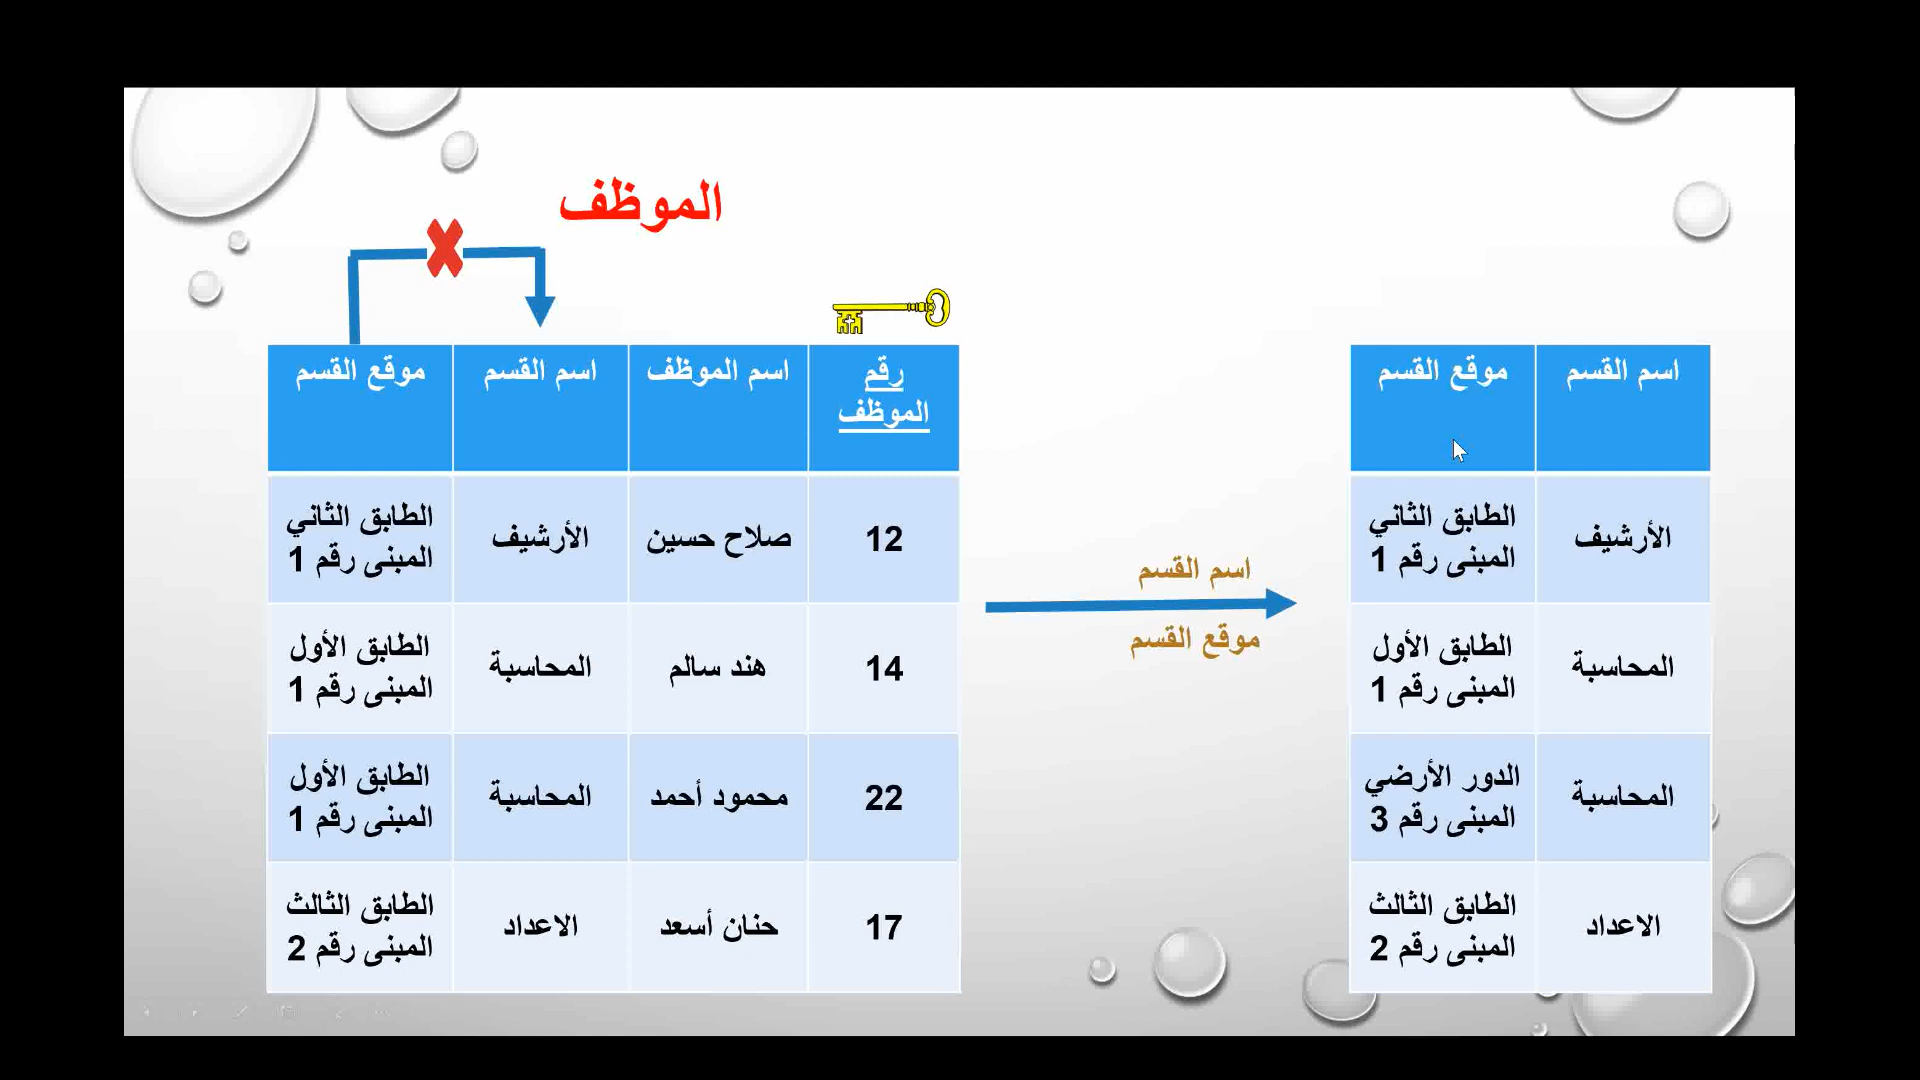 الموظف
رقم
الموظف
اسم الموظف
اسم القسم
موقع القسم
12
صلاح حسين
الأرشيف
الطابق الثاني
المبنى رقم 1
14
هند سالم
المحاسبة
الطابق الأول
المبنى رقم 1
22
محمود أحمد
المحاسبة
الطابق الأول
المبنى رقم 1
17
حنان أسعد
الاعداد
الطابق الثالث
المبنى رقم 2
اسم القسم
موقع القسم
اسم القسم
موقع القسم
الأرشيف
الطابق الثاني
المبنى رقم 1
المحاسبة
الطابق الأول
المبنى رقم 1
المحاسبة
الدور الأرضي
المبنى رقم 3
الاعداد
الطابق الثالث
المبنى رقم 2